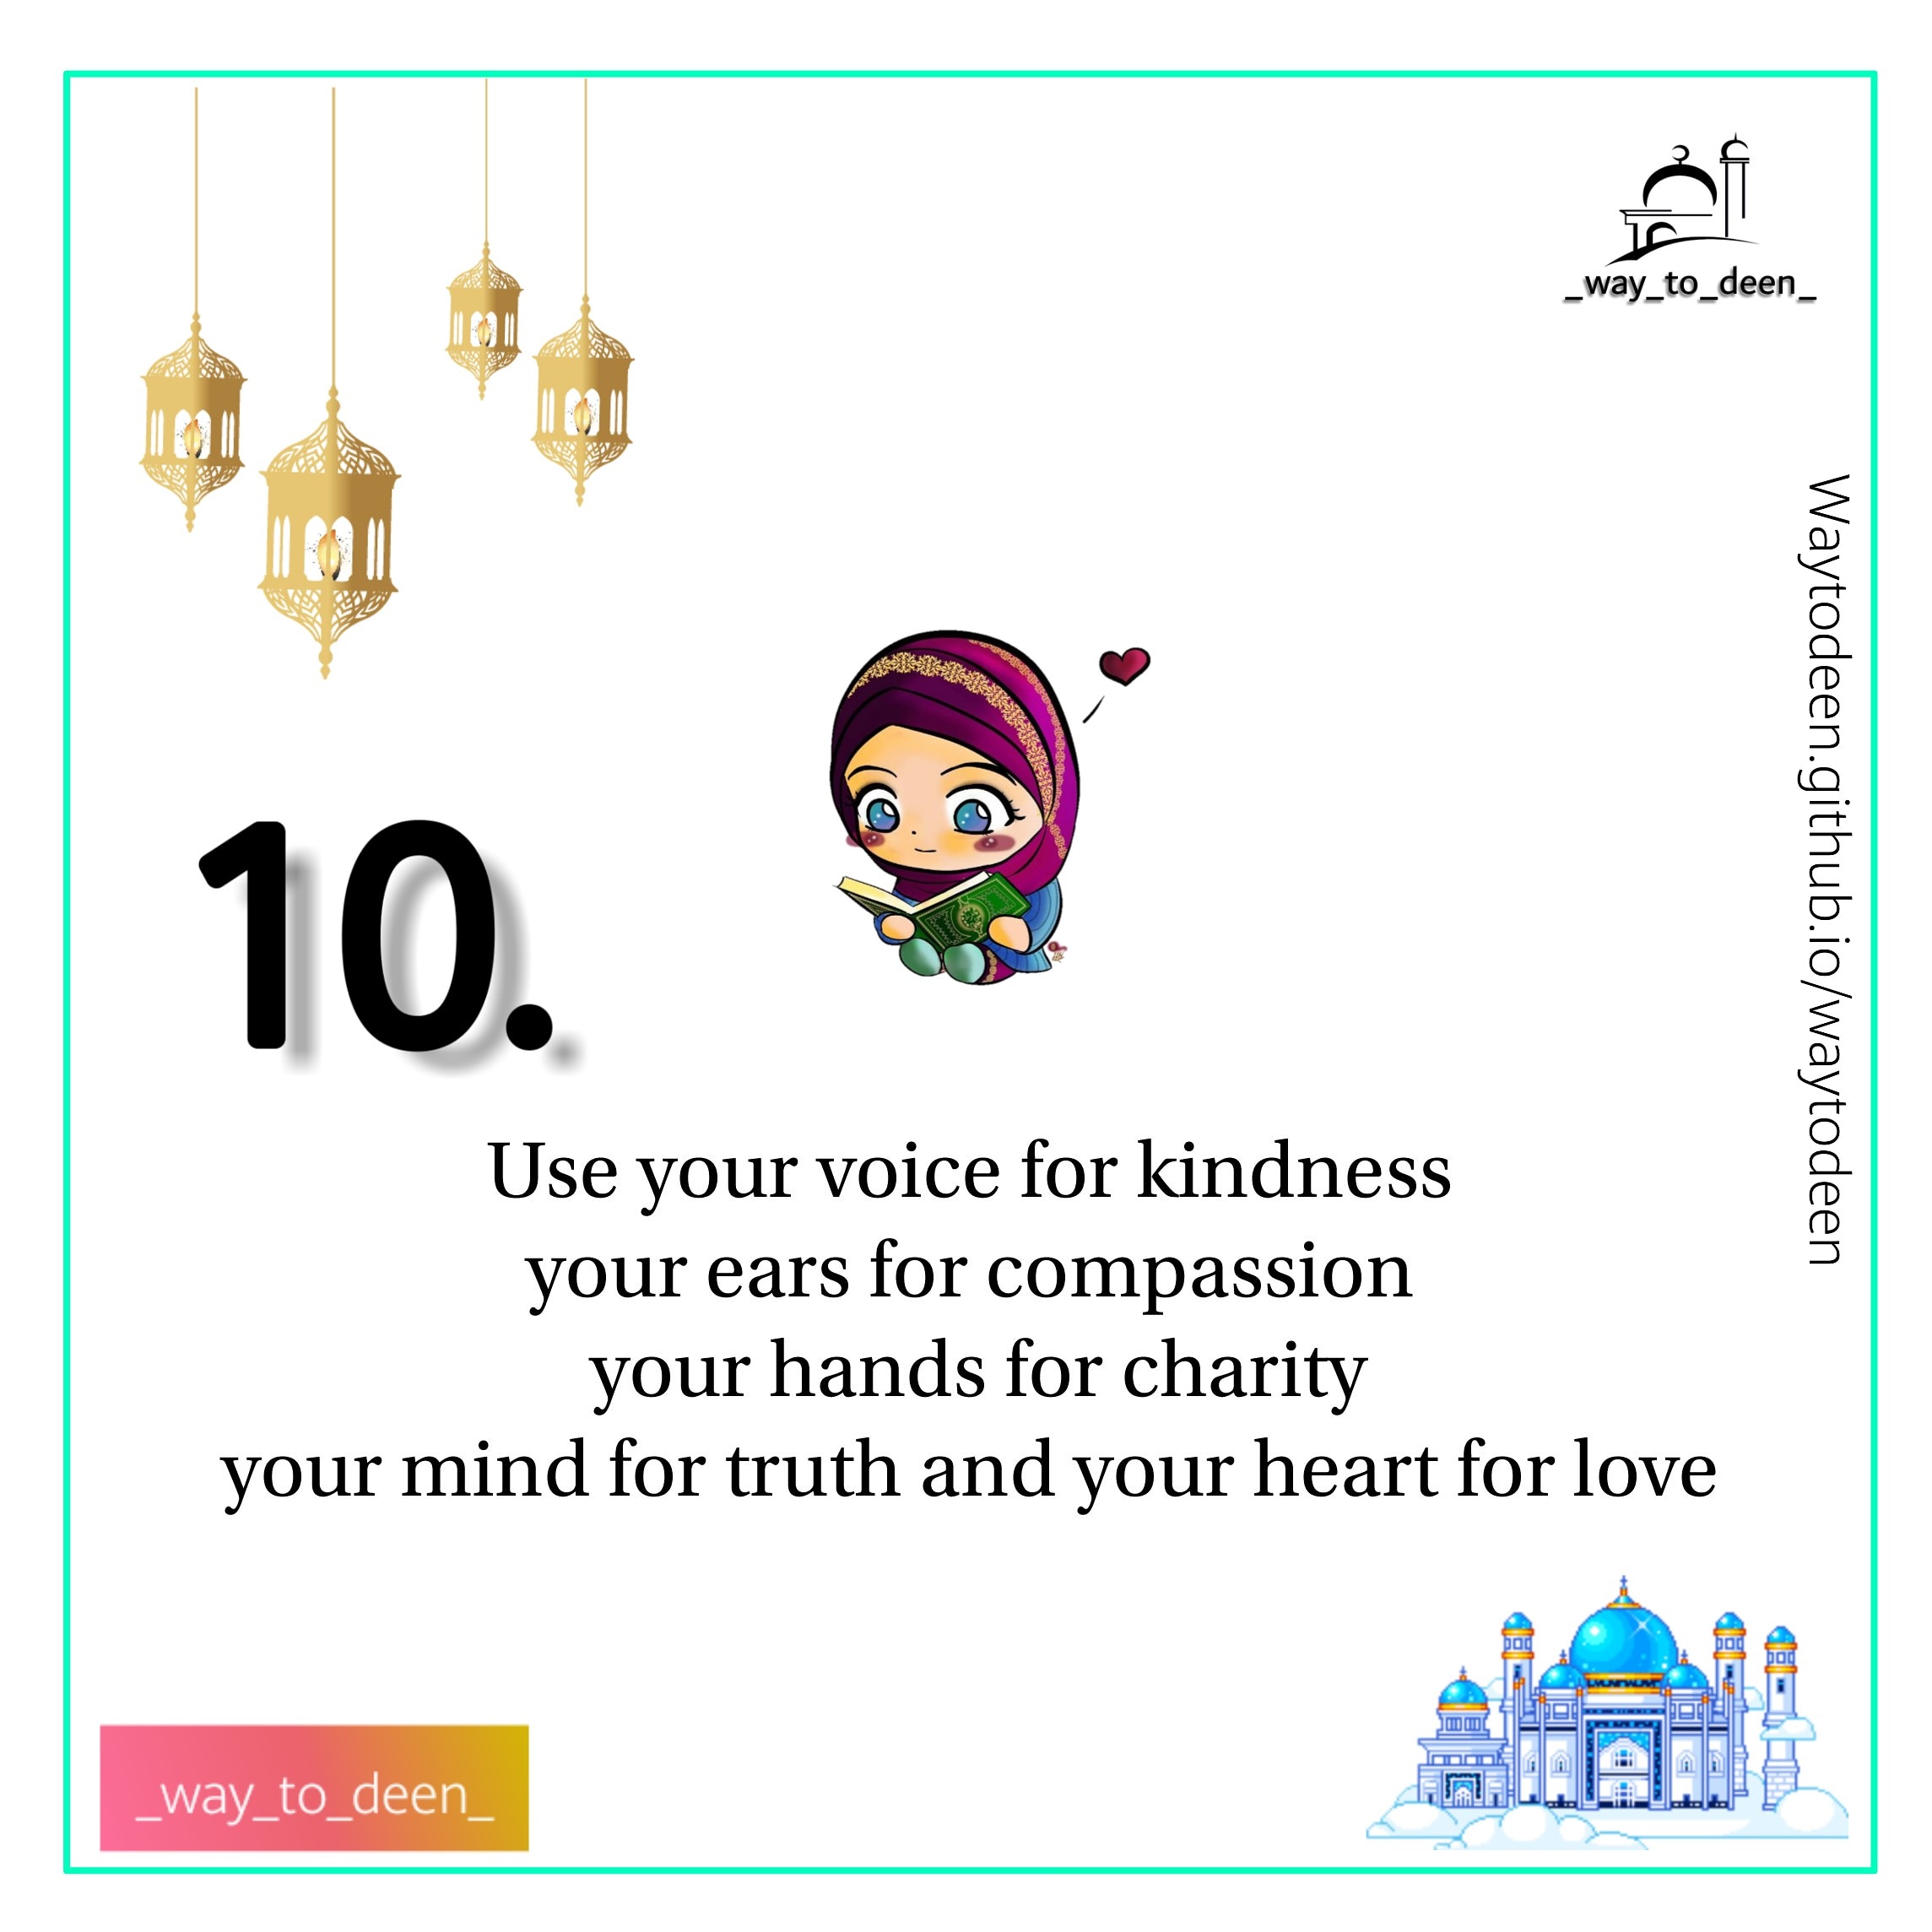 _way_to_deen_
Waytodeen.github.io/waytodeen
10.
Use your voice for kindness
your ears for compassion
your hands for charity
your mind for truth and your heart for love
_way_to_deen_